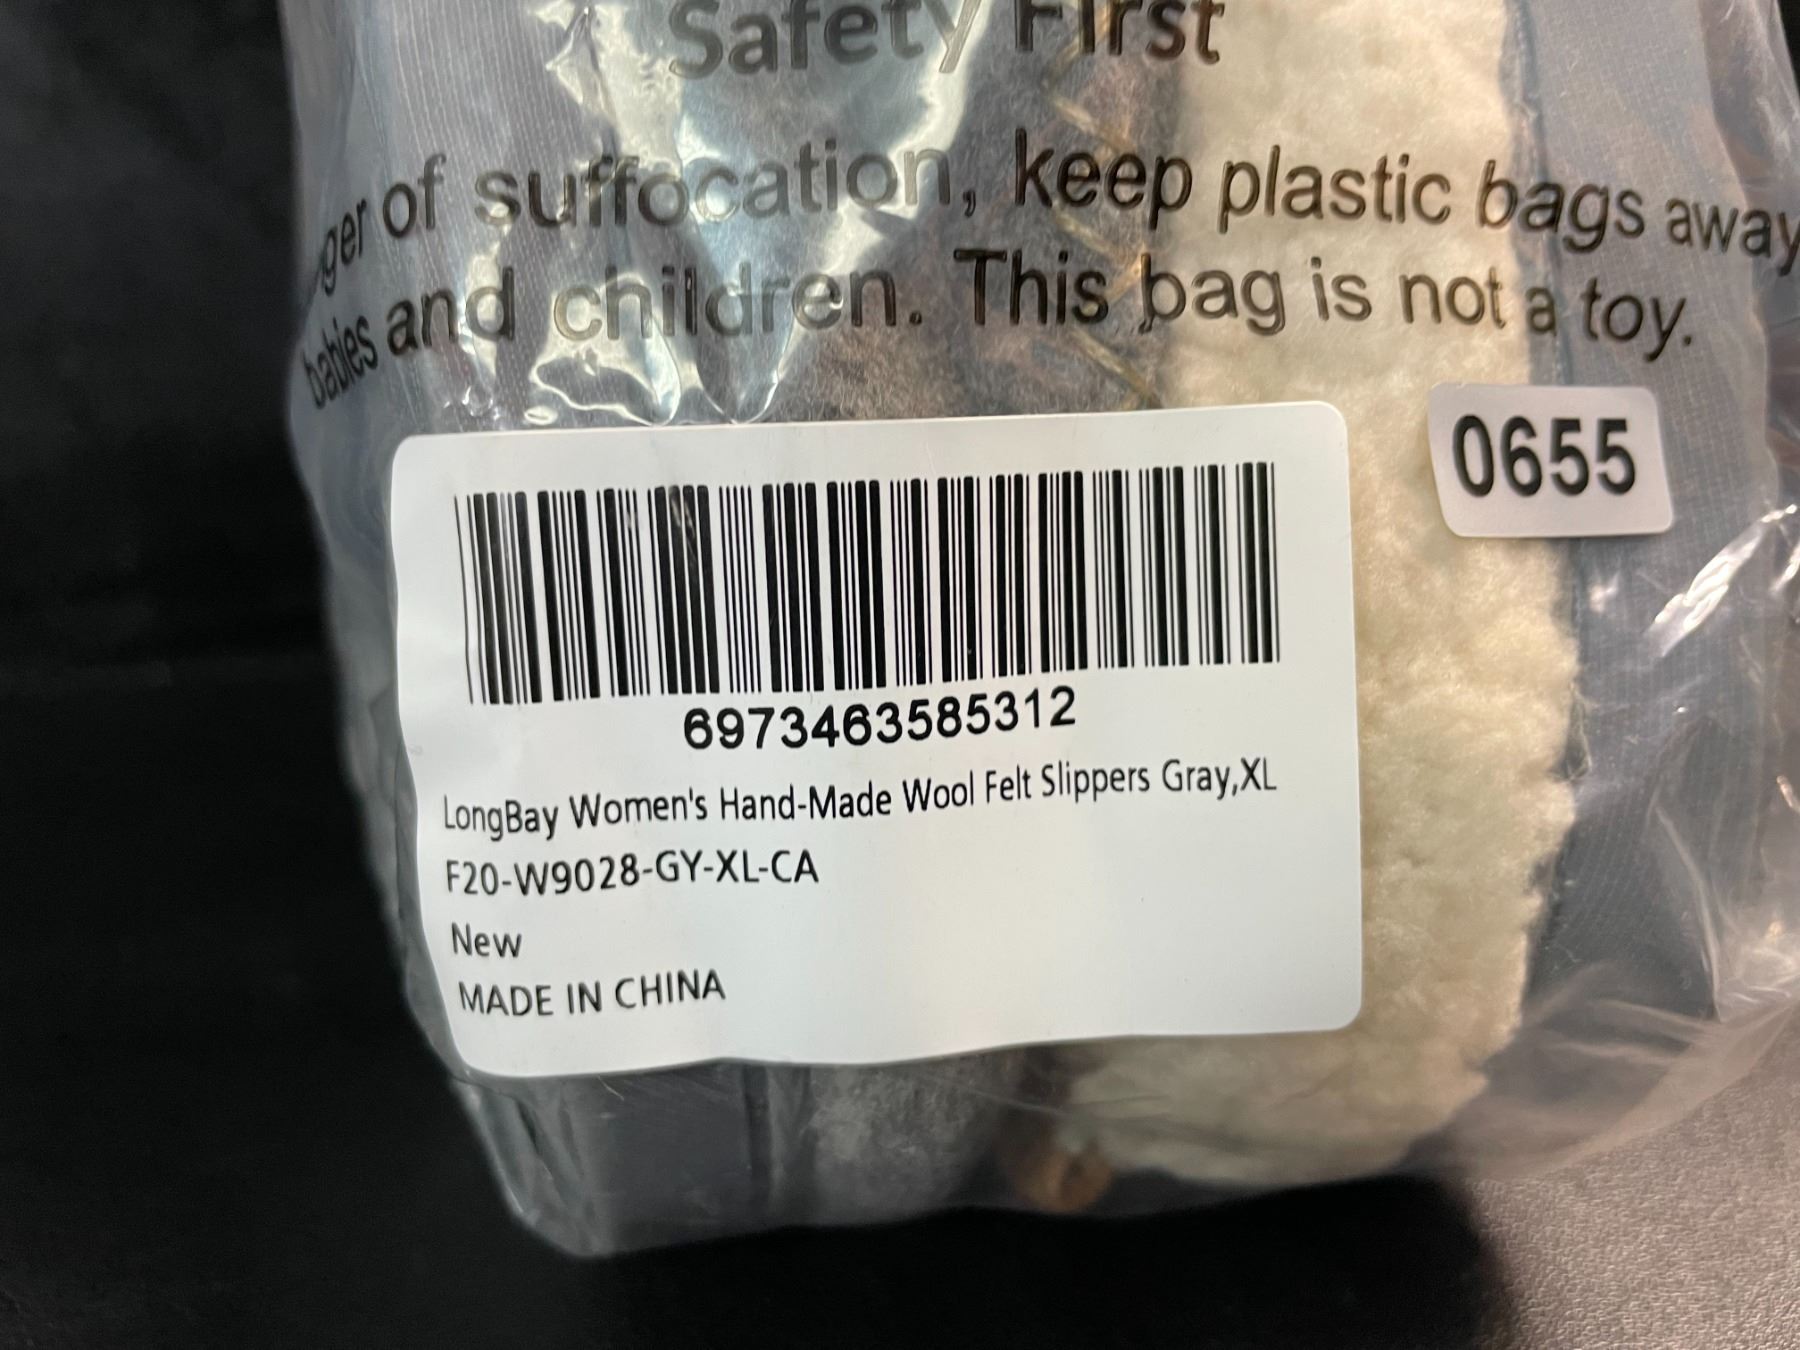 Safety First
ger of suffocation, keep plastic bags away
babies and children. This bag is not a toy.
0655
6973463585312
LongBay Women's Hand-Made Wool Felt Slippers Gray,XL
F20-W9028-GY-XL-CA
New
MADE IN CHINA